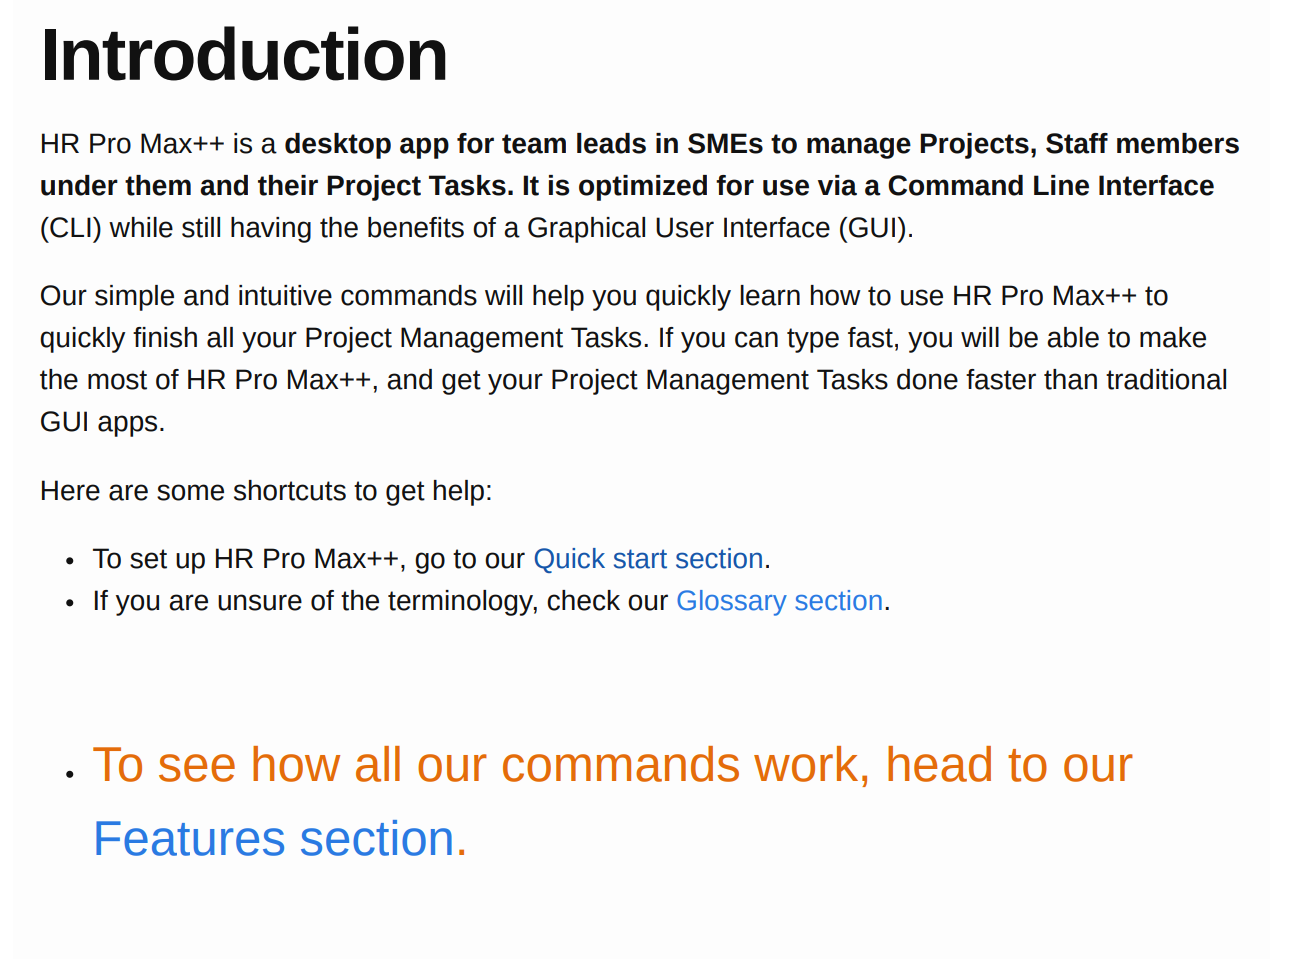 Introduction
HR Pro Max++ is a desktop app for team leads in SMEs to manage Projects, Staff members
under them and their Project Tasks. It is optimized for use via a Command Line Interface
(CLI) while still having the benefits of a Graphical User Interface (GUI).
Our simple and intuitive commands will help you quickly learn how to use HR Pro Max++ to
quickly finish all your Project Management Tasks. If you can type fast, you will be able to make
the most of HR Pro Max++, and get your Project Management Tasks done faster than traditional
GUI apps.
Here are some shortcuts to get help:
• To set up HR Pro Max++, go to our Quick start section.
• If you are unsure of the terminology, check our Glossary section.
• To see how all our commands work, head to our
Features section.